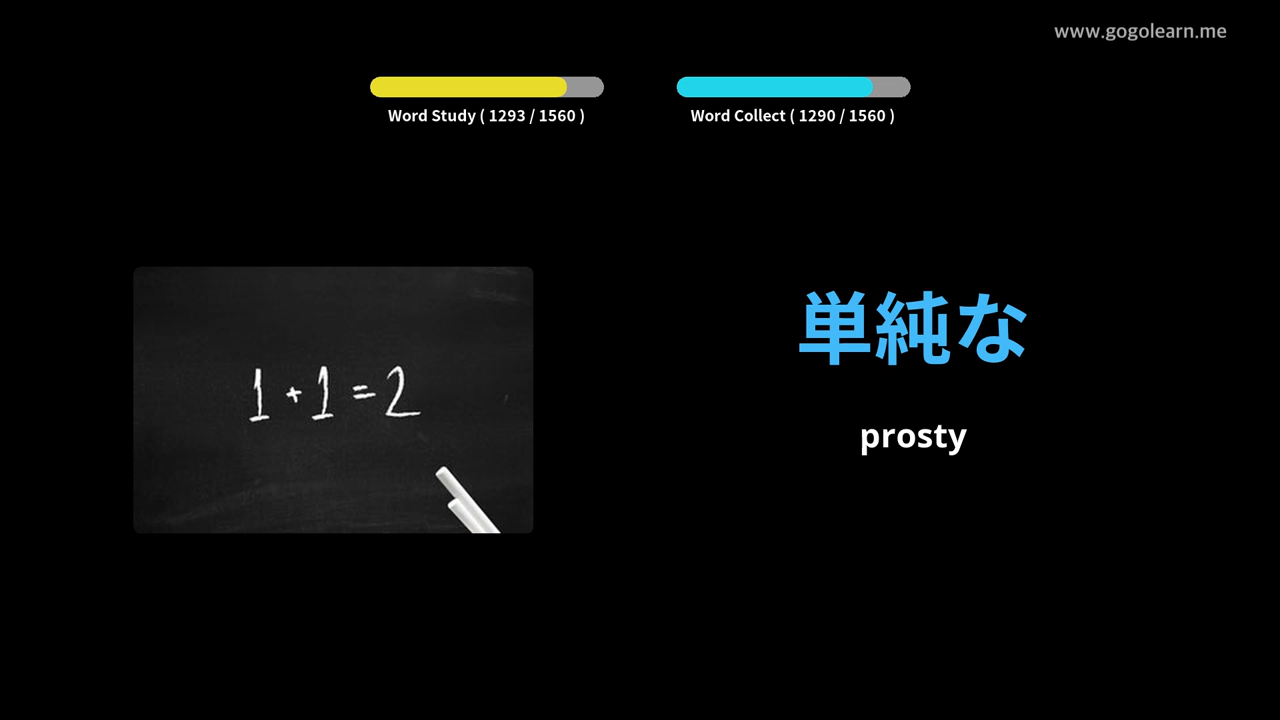 www.gogolearn.me
Word Study ( 1293 / 1560 )
Word Collect ( 1290 / 1560 )
1 + 1 = 2
単純な
prosty